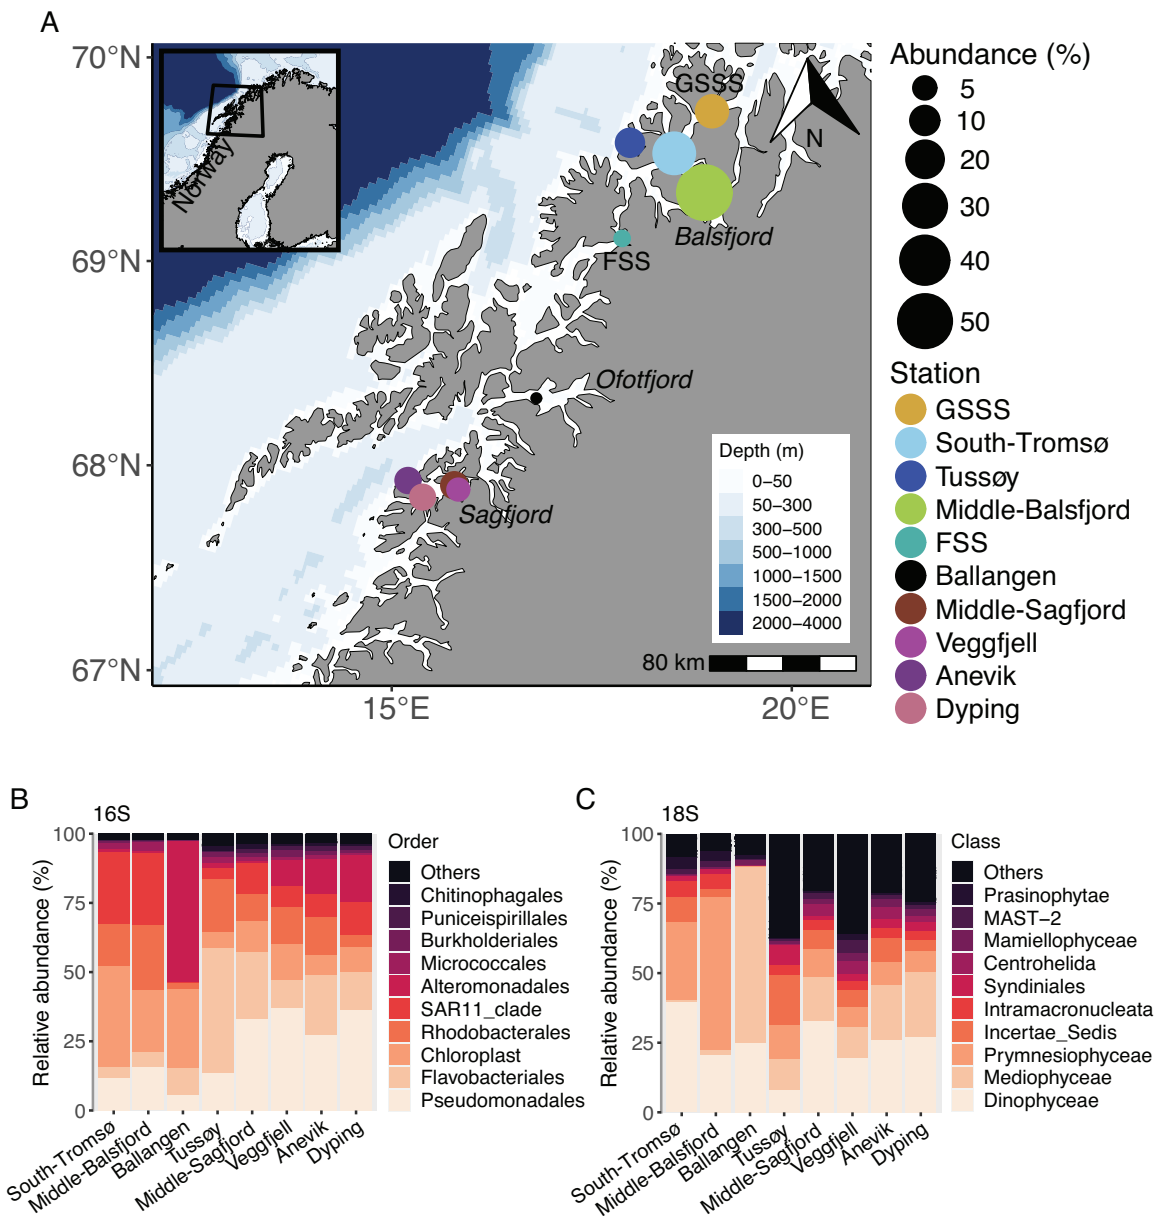 A
70°N
69°N
68°N
67°N
15°E
20°E
Norway
GSSS
N
Balsfjord
FSS
Ofotfjord
Sagfjord
Depth (m)
0–50
50–300
300–500
500–1000
1000–1500
1500–2000
2000–4000
80 km
Abundance (%)
5
10
20
30
40
50
Station
GSSS
South-Tromsø
Tussøy
Middle-Balsfjord
FSS
Ballangen
Middle-Sagfjord
Veggfjell
Anevik
Dyping
B
16S
Relative abundance (%)
100
75
50
25
0
South-Tromsø
Middle-Balsfjord
Ballangen
Tussøy
Middle-Sagfjord
Veggfjell
Anevik
Dyping
Order
Others
Chitinophagales
Puniceispirillales
Burkholderiales
Micrococcales
Alteromonadales
SAR11_clade
Rhodobacterales
Chloroplast
Flavobacteriales
Pseudomonadales
C
18S
Relative abundance (%)
100
75
50
25
0
South-Tromsø
Middle-Balsfjord
Ballangen
Tussøy
Middle-Sagfjord
Veggfjell
Anevik
Dyping
Class
Others
Prasinophytae
MAST−2
Mamiellophyceae
Centrohelida
Syndiniales
Intramacronucleata
Incertae_Sedis
Prymnesiophyceae
Mediophyceae
Dinophyceae